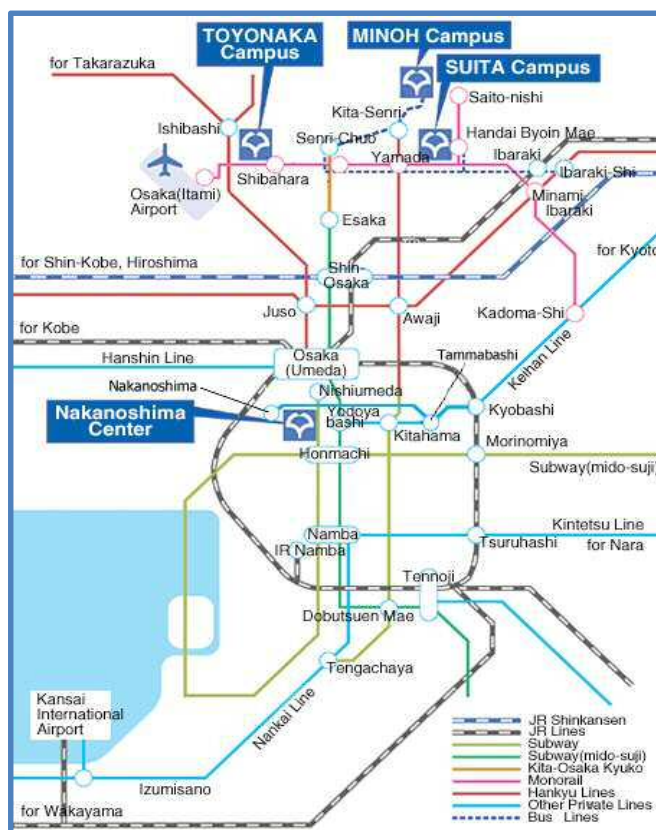 TOYONAKA
Campus
MINOH Campus
SUITA Campus
for Takarazuka
Saito-nishi
Kita-Senri
Ishibashi
Senri-Chuo
Handai Byoin Mae
Ibaraki
Ibaraki-Shi
Yamada
Shibahara
Osaka(Itami)
Airport
Minami
Ibaraki
Esaka
for Kyoto
for Shin-Kobe, Hiroshima
Shin-
Osaka
Juso
Awaji
Kadoma-Shi
for Kobe
Keihan Line
Osaka
(Umeda)
Hanshin Line
Tammabashi
Nakanoshima
Nishiumeda
Nakanoshima
Center
Yodoya
bashi
Kitahama
Kyobashi
Honmachi
Morinomiya
Subway(mido-suji)
Namba
Kintetsu Line
for Nara
Tsuruhashi
IR Namba
Tennoji
Dobutsuen Mae
Tengachaya
Nankai Line
Kansai
International
Airport
Izumisano
for Wakayama
JR Shinkansen
JR Lines
Subway
Subway(mido-suji)
Kita-Osaka Kyuko
Monorail
Hankyu Lines
Other Private Lines
Bus Lines